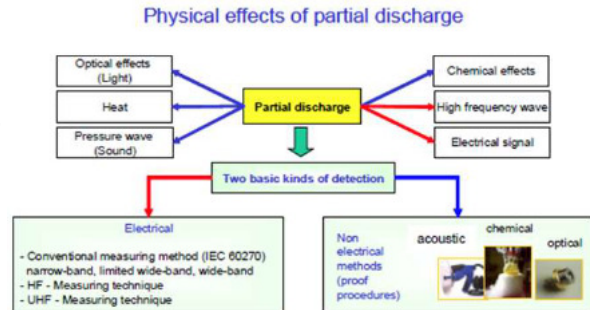 Physical effects of partial discharge
Optical effects
(Light)
Heat
Pressure wave
(Sound)
Partial discharge
Chemical effects
High frequency wave
Electrical signal
Two basic kinds of detection
Electrical
- Conventional measuring method (IEC 60270)
narrow-band, limited wide-band, wide-band
- HF - Measuring technique
- UHF - Measuring technique
Non
electrical
methods
(proof
procedures)
acoustic
chemical
optical